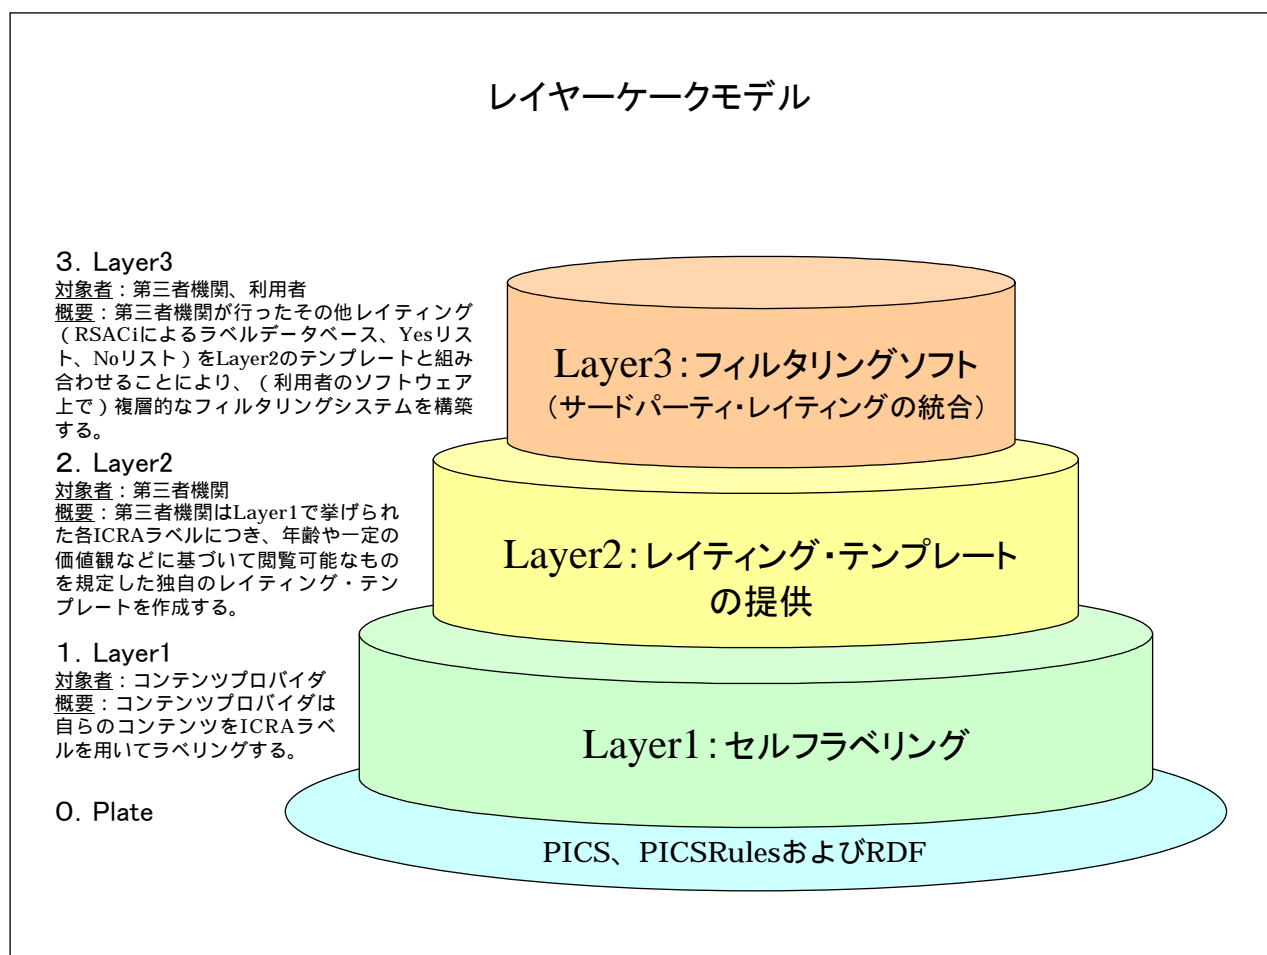 レイヤーケークモデル
３．Layer3
対象者：第三者機関、利用者
概要：第三者機関が行ったその他レイティング
（RSACiによるラベルデータベース、Yesリス
ト、Noリスト）をLayer2のテンプレートと組み
合わせることにより、（利用者のソフトウェア
上で）複層的なフィルタリングシステムを構築
する。
２．Layer2
対象者：第三者機関
概要：第三者機関はLayer1で挙げられ
た各ICRAラベルにつき、年齢や一定の
価値観などに基づいて閲覧可能なもの
を規定した独自のレイティング・テン
プレートを作成する。
１．Layer1
対象者：コンテンツプロバイダ
概要：コンテンツプロバイダは
自らのコンテンツをICRAラベ
ルを用いてラベリングする。
０．Plate
Layer3：フィルタリングソフト
（サードパーティ・レイティングの統合）
Layer2：レイティング・テンプレート
の提供
Layer1：セルフラベリング
PICS、PICSRulesおよびRDF